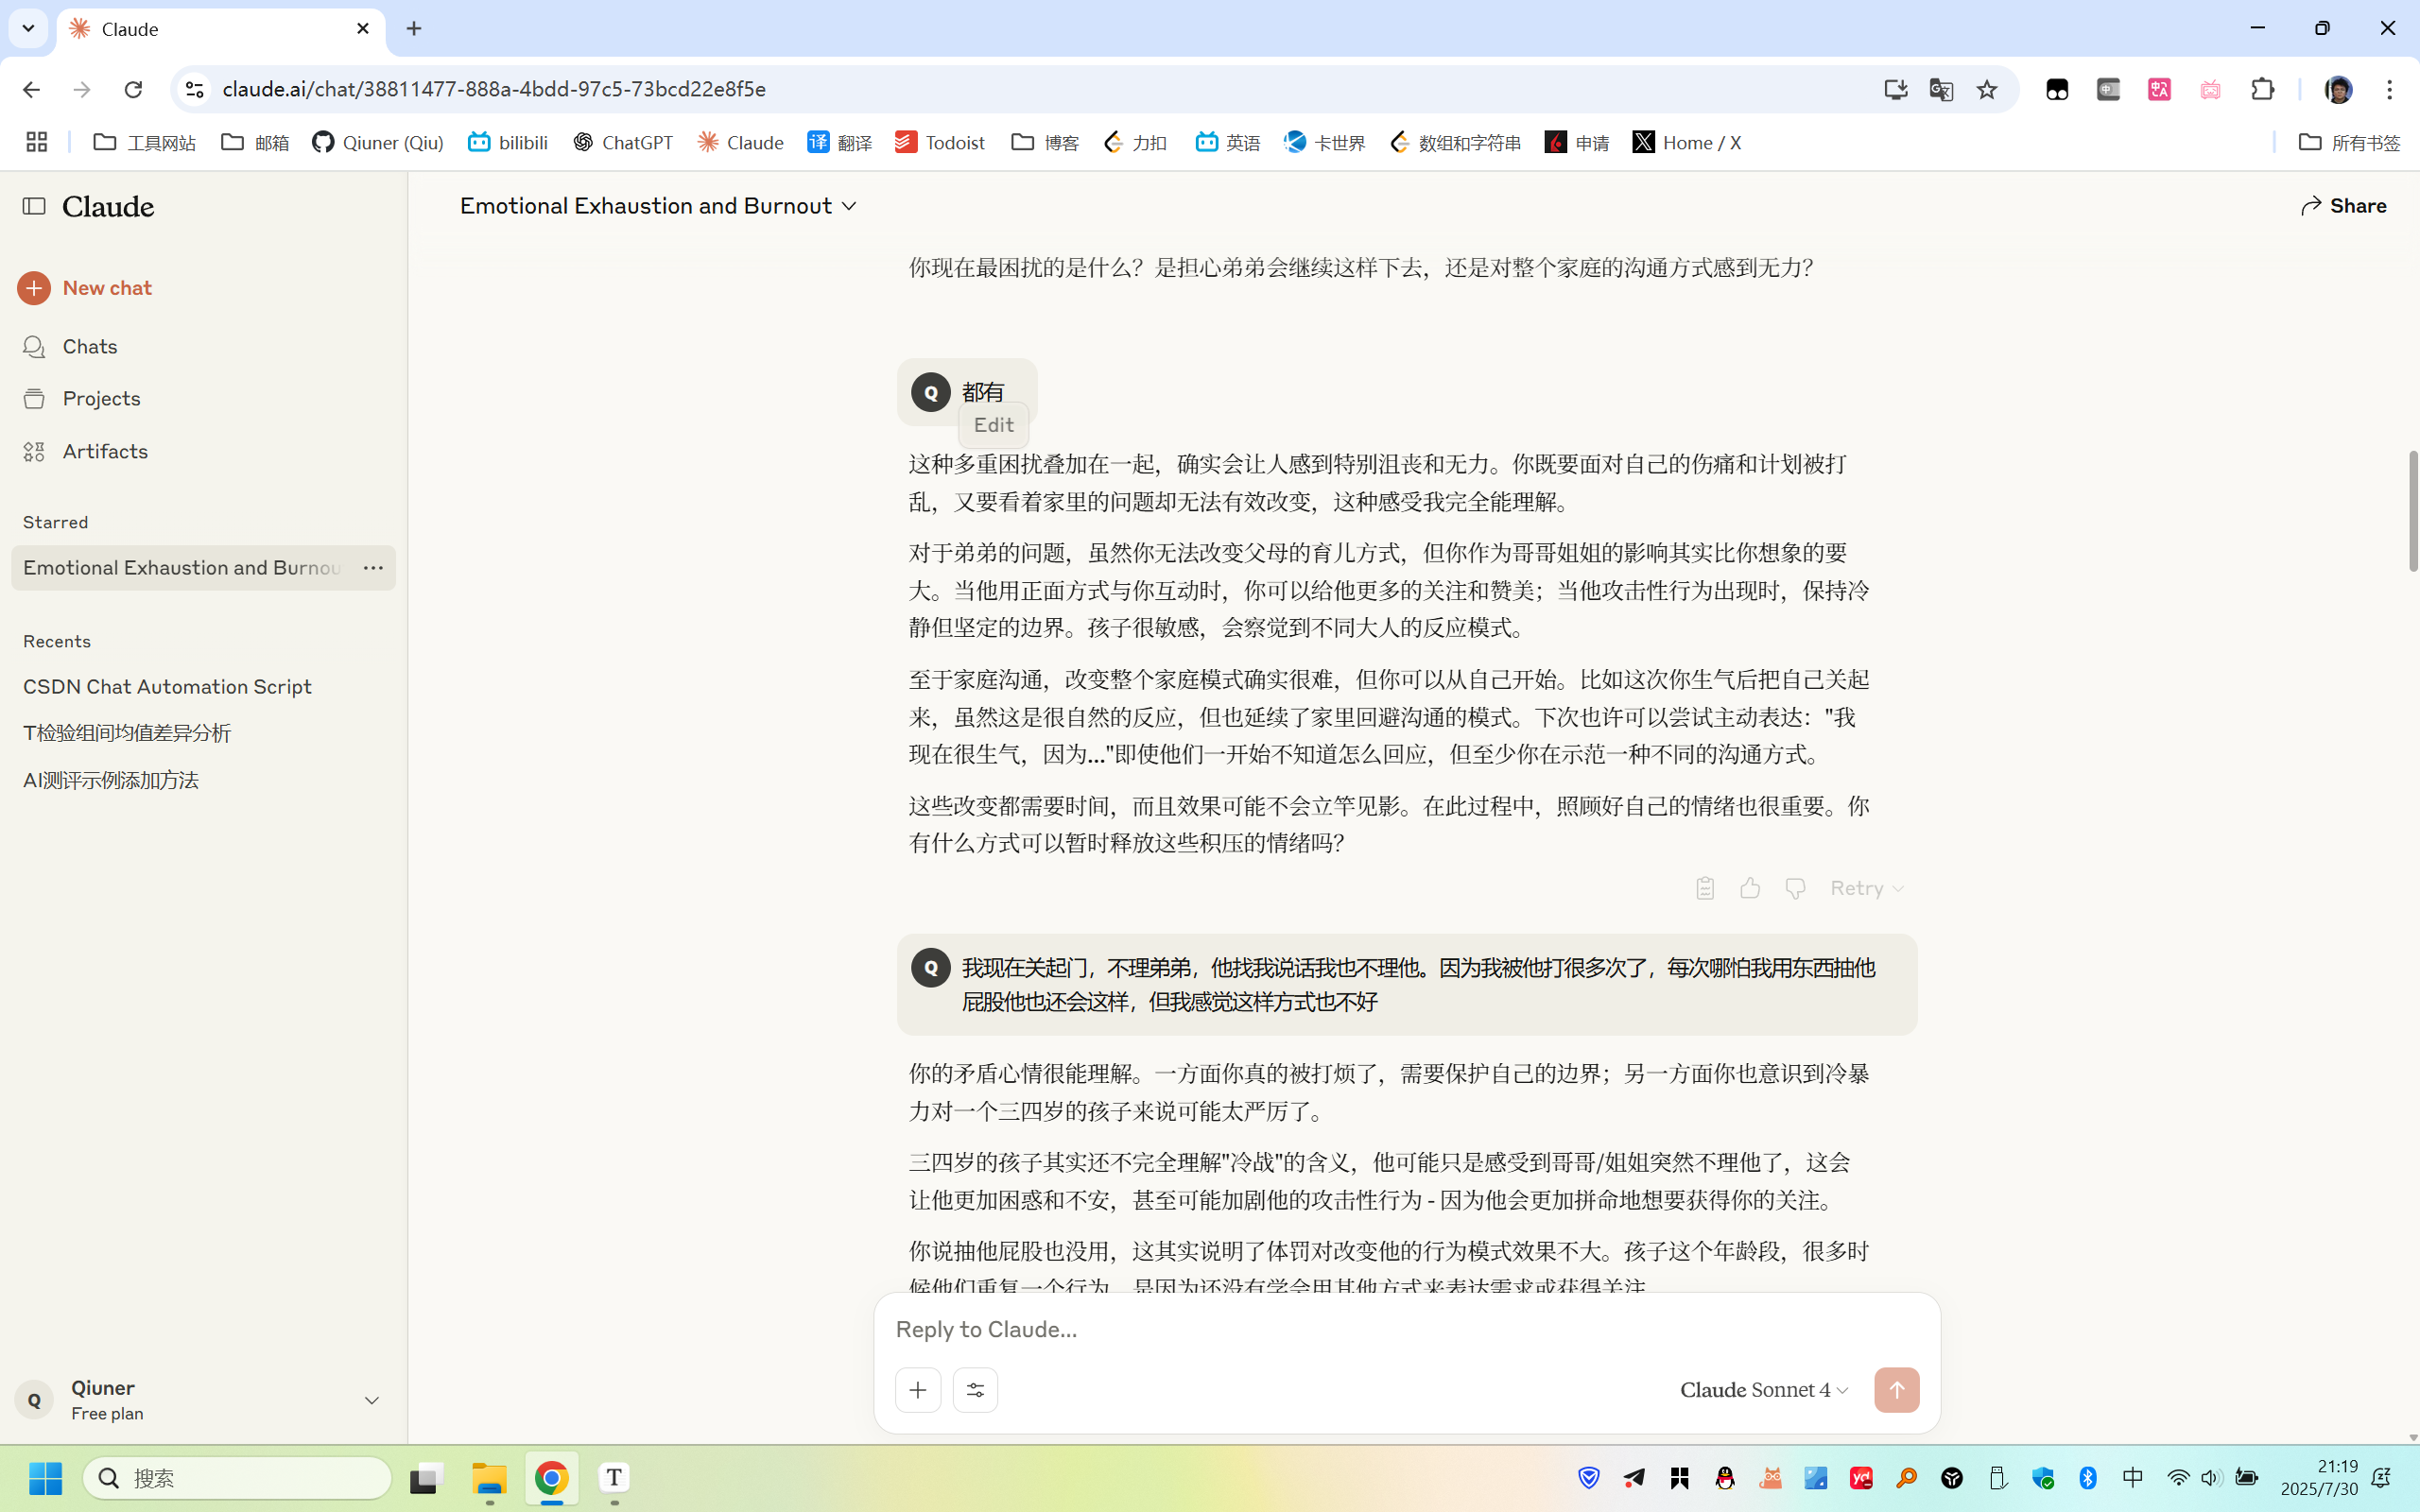 Claude
claude.ai/chat/38811477-888a-4bdd-97c5-73bcd22e8f5e
工具网站
邮箱
Qiuner (Qiu)
bilibili
ChatGPT
Claude
翻译
Todoist
博客
力扣
英语
卡世界
数组和字符串
申请
Home / X
所有书签
Claude
New chat
Chats
Projects
Artifacts
Starred
Emotional Exhaustion and Burnou
Recents
CSDN Chat Automation Script
T检验组间均值差异分析
AI测评示例添加方法
Qiuner
Free plan
Q
Emotional Exhaustion and Burnout
Share
你现在最困扰的是什么？是担心弟弟会继续这样下去，还是对整个家庭的沟通方式感到无力？
Q 都有
Edit
这种多重困扰叠加在一起，确实会让人感到特别沮丧和无力。你既要面对自己的伤痛和计划被打
乱，又要看着家里的问题却无法有效改变，这种感受我完全能理解。
对于弟弟的问题，虽然你无法改变父母的育儿方式，但你作为哥哥姐姐的影响其实比你想象的要
大。当他用正面方式与你互动时，你可以给他更多的关注和赞美；当他攻击性行为出现时，保持冷
静但坚定的边界。孩子很敏感，会察觉到不同大人的反应模式。
至于家庭沟通，改变整个家庭模式确实很难，但你可以从自己开始。比如这次你生气后把自己关起
来，虽然这是很自然的反应，但也延续了家里回避沟通的模式。下次也许可以尝试主动表达："我
现在很生气，因为..."即使他们一开始不知道怎么回应，但至少你在示范一种不同的沟通方式。
这些改变都需要时间，而且效果可能不会立竿见影。在此过程中，照顾好自己的情绪也很重要。你
有什么方式可以暂时释放这些积压的情绪吗？
Retry
Q 我现在关起门，不理弟弟，他找我说话我也不理他。因为我被他打很多次了，每次哪怕我用东西抽他
屁股他也还会这样，但我感觉这样方式也不好
你的矛盾心情很能理解。一方面你真的被打烦了，需要保护自己的边界；另一方面你也意识到冷暴
力对一个三四岁的孩子来说可能太严厉了。
三四岁的孩子其实还不完全理解"冷战"的含义，他可能只是感受到哥哥/姐姐突然不理他了，这会
让他更加困惑和不安，甚至可能加剧他的攻击性行为 - 因为他会更加拼命地想要获得你的关注。
你说抽他屁股也没用，这其实说明了体罚对改变他的行为模式效果不大。孩子这个年龄段，很多时
候他们重复一个行为，是因为还没有学会用其他方式来表达需求或获得关注
Reply to Claude...
Claude Sonnet 4
搜索
中
21:19
2025/7/30